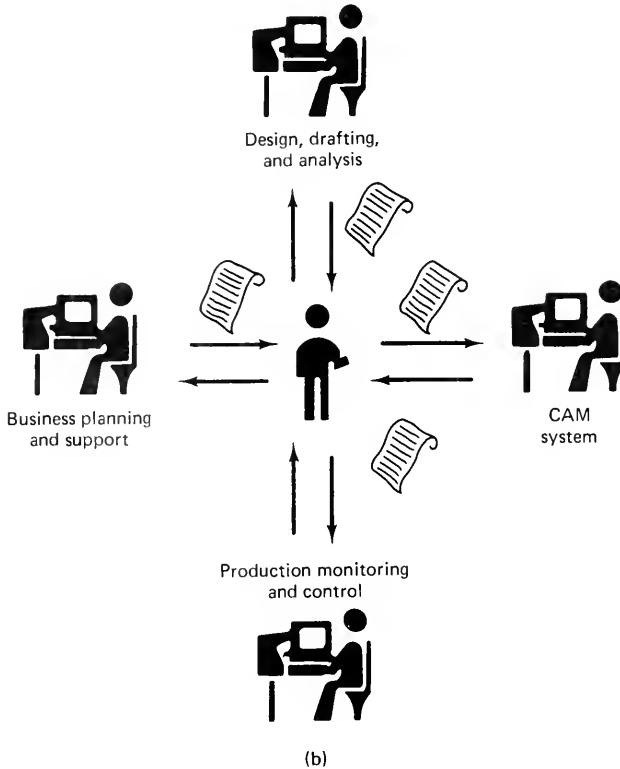 Design, drafting,
and analysis
Business planning
and support
CAM
system
Production monitoring
and control
(b)